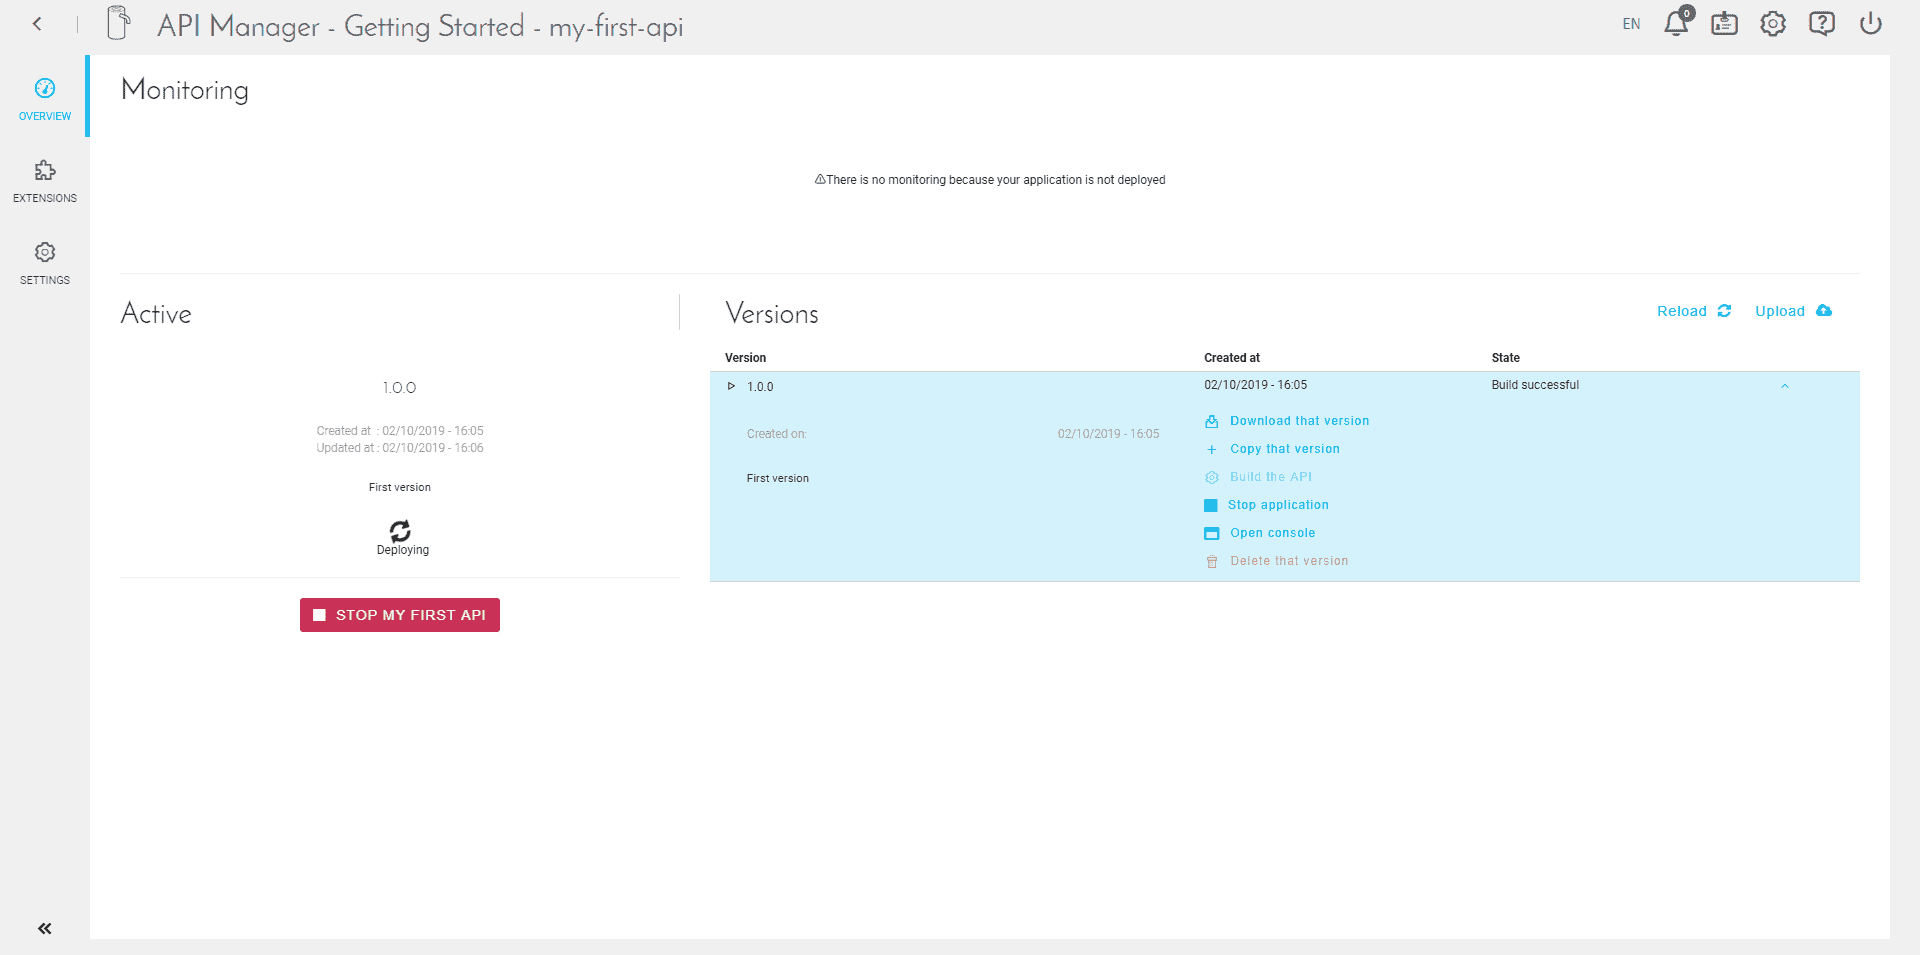 API Manager - Getting Started - my-first-api
EN
0
OVERVIEW
EXTENSIONS
SETTINGS
Monitoring
There is no monitoring because your application is not deployed
Active
1.0.0
Created at : 02/10/2019 - 16:05
Updated at : 02/10/2019 - 16:06
First version
Deploying
STOP MY FIRST API
Versions
Reload
Upload
Version Created at State
1.0.0 02/10/2019 - 16:05 Build successful
Created on: 02/10/2019 - 16:05
First version
Download that version
Copy that version
Build the API
Stop application
Open console
Delete that version